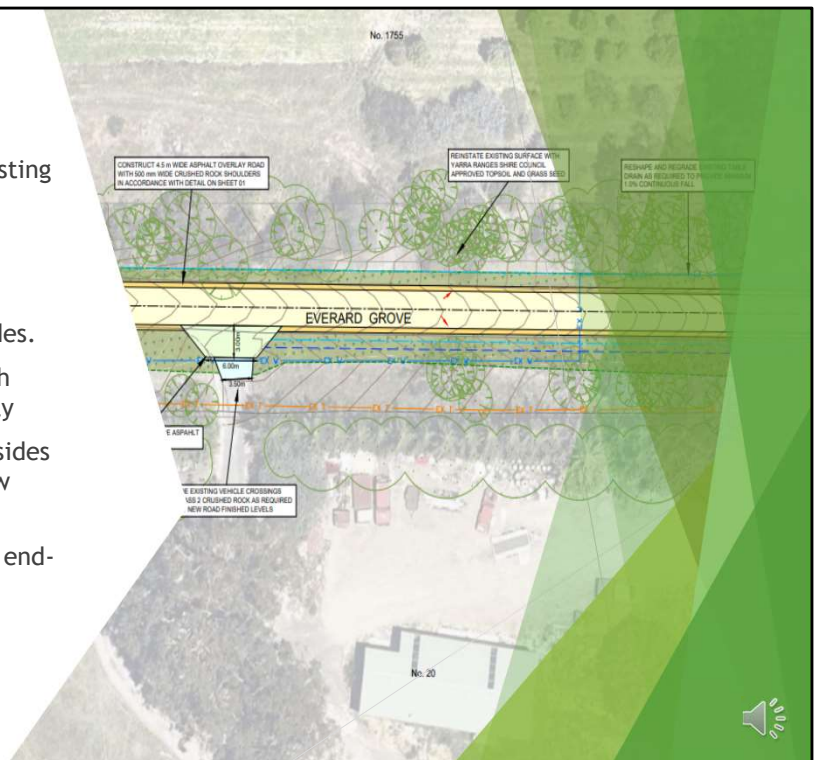 sting
les.
h
y
sides
w
end-
No. 1755
CONSTRUCT 4.5 m WIDE ASPHALT OVERLAY ROAD
WITH 500 mm WIDE CRUSHED ROCK SHOULDERS
IN ACCORDANCE WITH DETAIL ON SHEET 01
REINSTATE EXISTING SURFACE WITH
YARRA RANGES SHIRE COUNCIL
APPROVED TOPSOIL AND GRASS SEED
RESHAPE AND REGRADE EXISTING TABLE
DRAIN AS REQUIRED TO
1.0% CONTINUOUS FALL
EVERARD GROVE
3.00m
6.00m
3.50m
E ASPAHLT
E EXISTING VEHICLE CROSSINGS
ASS 2 CRUSHED ROCK AS REQUIRED
NEW ROAD FINISHED LEVELS
No. 20